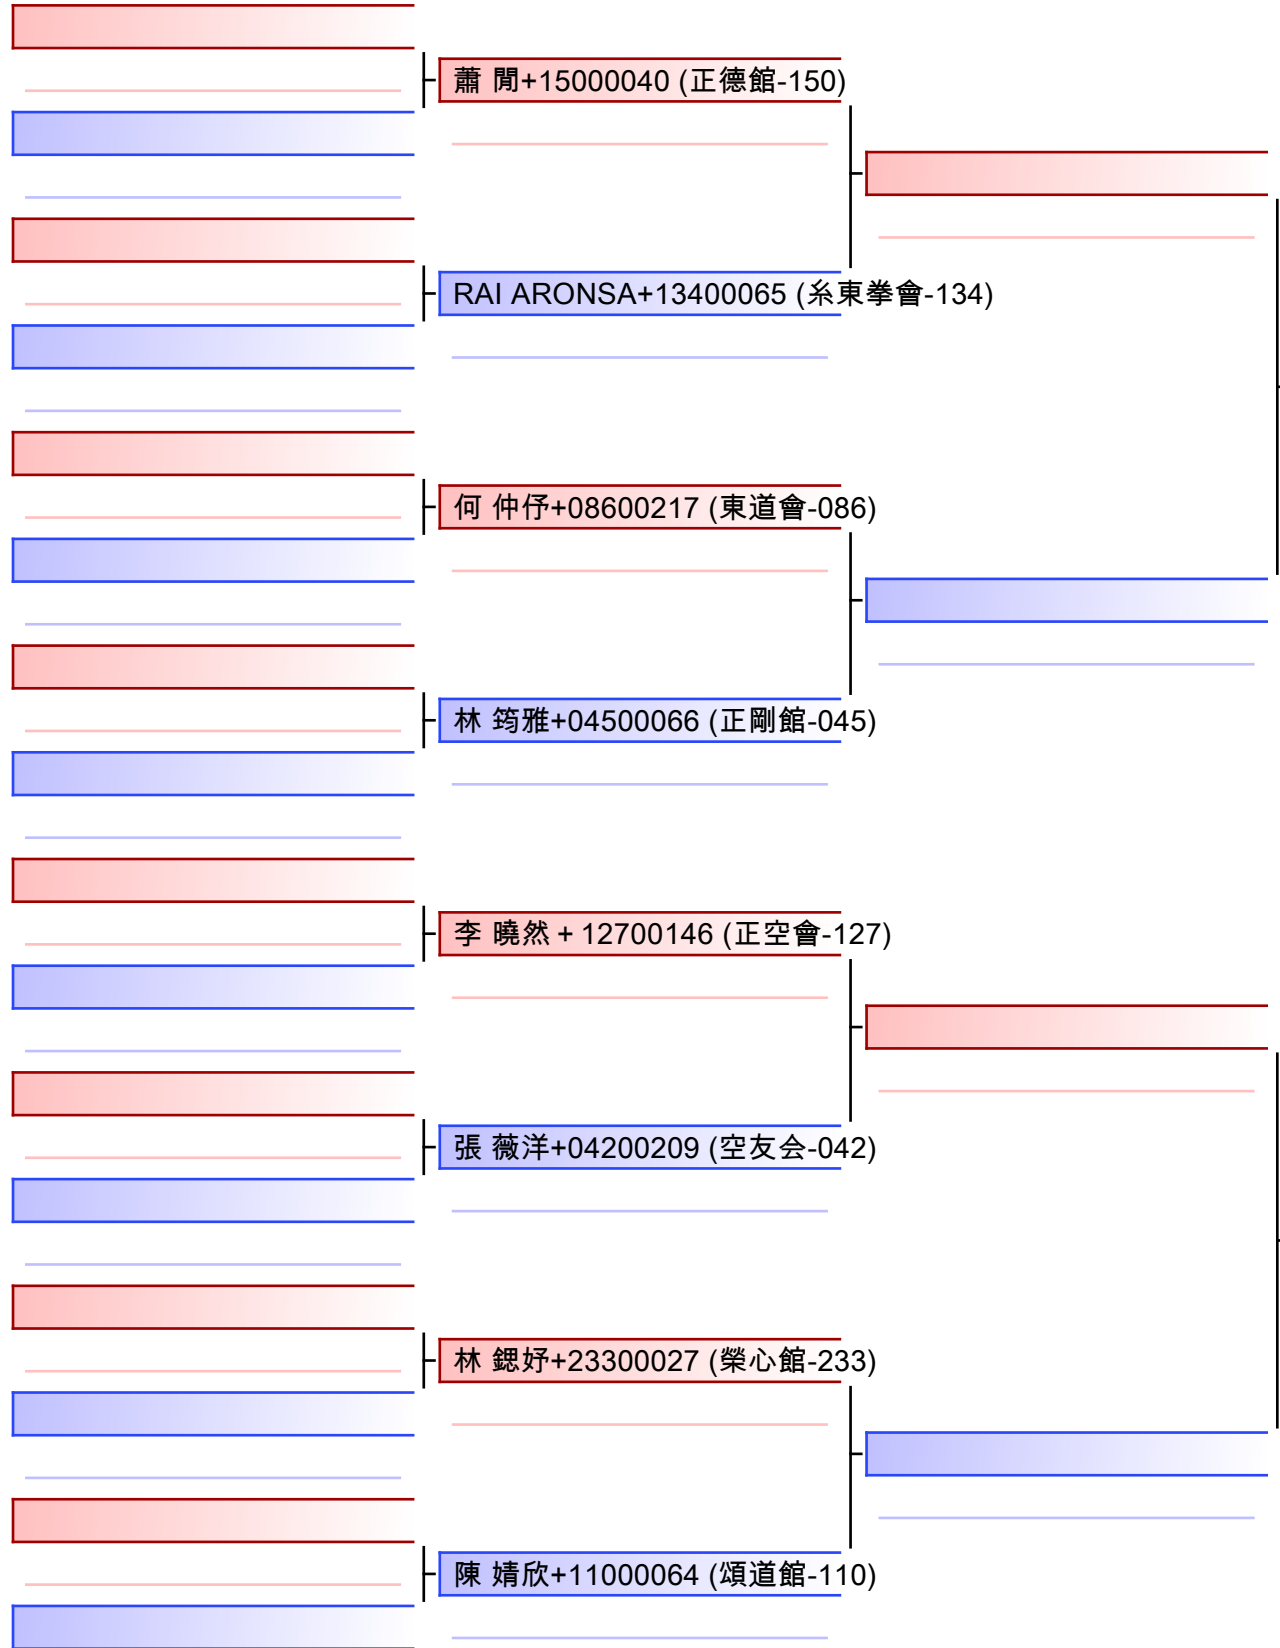 蕭 閒+15000040 (正德館-150)
RAI ARONSA+13400065 (糸東拳會-134)
何 仲伃+08600217 (東道會-086)
林 筠雅+04500066 (正剛館-045)
李 曉然 + 12700146 (正空會-127)
張 薇洋+04200209 (空友会-042)
林 鍶妤+23300027 (榮心館-233)
陳 婧欣+11000064 (頌道館-110)